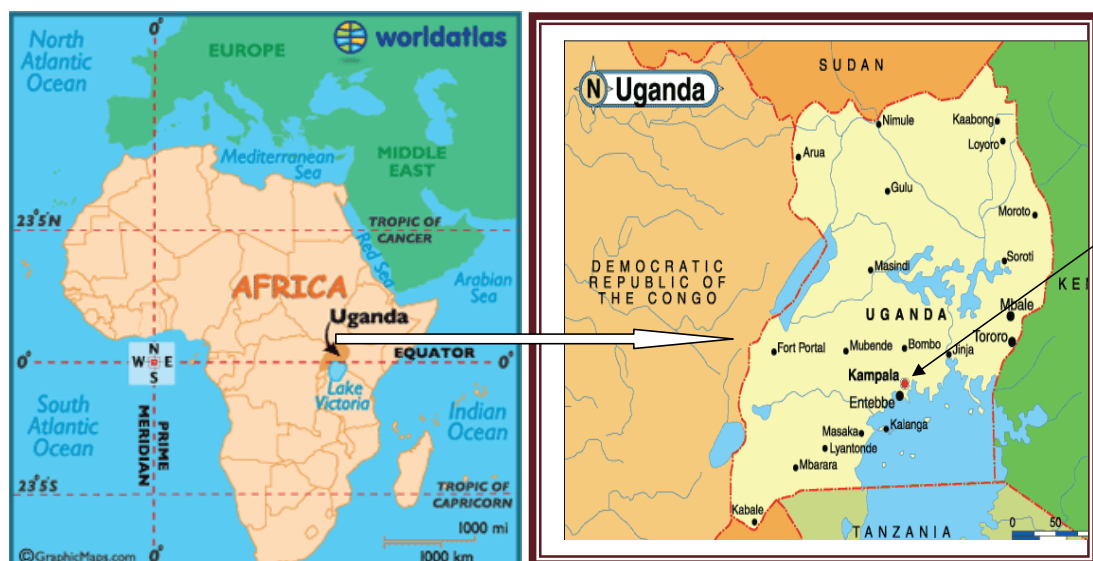 0°
North
Atlantic
Ocean
EUROPE
worldatlas
Mediterranean
Sea
MIDDLE
EAST
23°5'N
TROPIC OF
CANCER
Red Sea
Arabian
Sea
AFRICA
Uganda
EQUATOR
0°
0°
N
W E
S
Lake
Victoria
South
Atlantic
Ocean
PRIME
MERIDIAN
Indian
Ocean
23°5'S
TROPIC OF
CAPRICORN
1000 mi
1000 km
©GraphicMaps.com
0°
N Uganda
SUDAN
Nimule
Kaabong
Loyoro
Arua
Gulu
Moroto
DEMOCRATIC
REPUBLIC OF
THE CONGO
Masindi
Soroti
KEN
UGANDA
Mbale
Tororo
Fort Portal
Mubende
Bombo
Jinja
Kampala
Entebbe
Masaka
Kalanga
Lyantonde
Mbarara
Kabale
TANZANIA
0 50